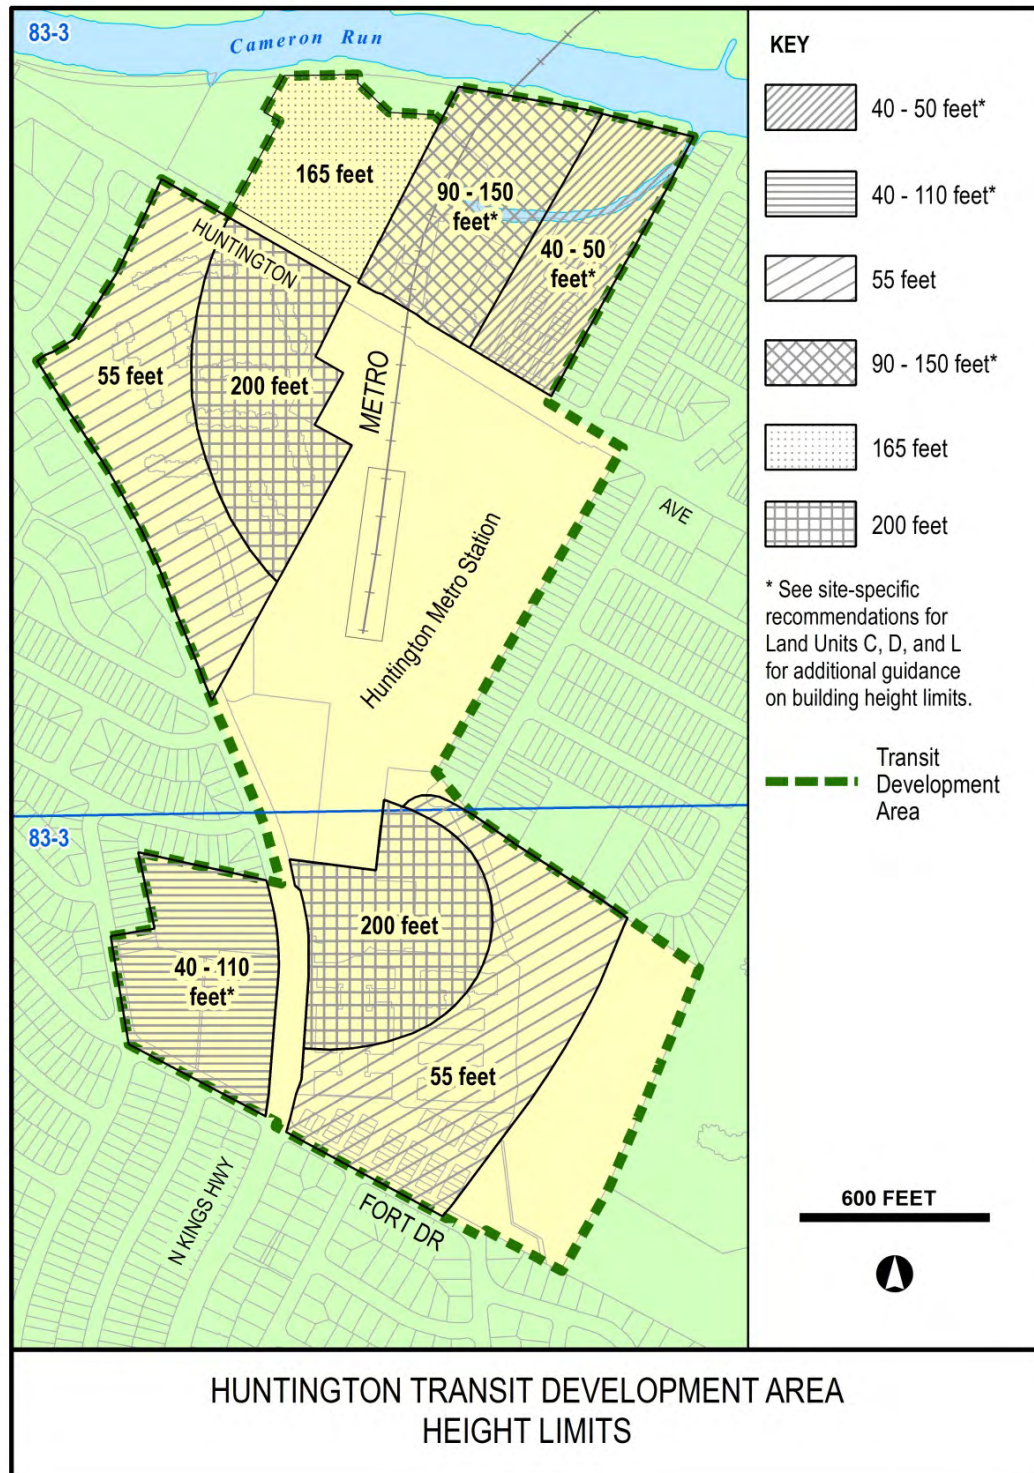 83-3
Cameron Run
165 feet
90 - 150
feet*
40 - 50
feet*
HUNTINGTON
55 feet
200 feet
METRO
Huntington Metro Station
AVE
83-3
200 feet
40 - 110
feet*
55 feet
N KINGS HWY
FORT DR
KEY
40 - 50 feet*
40 - 110 feet*
55 feet
90 - 150 feet*
165 feet
200 feet
* See site-specific
recommendations for
Land Units C, D, and L
for additional guidance
on building height limits.
Transit
Development
Area
600 FEET
HUNTINGTON TRANSIT DEVELOPMENT AREA
HEIGHT LIMITS